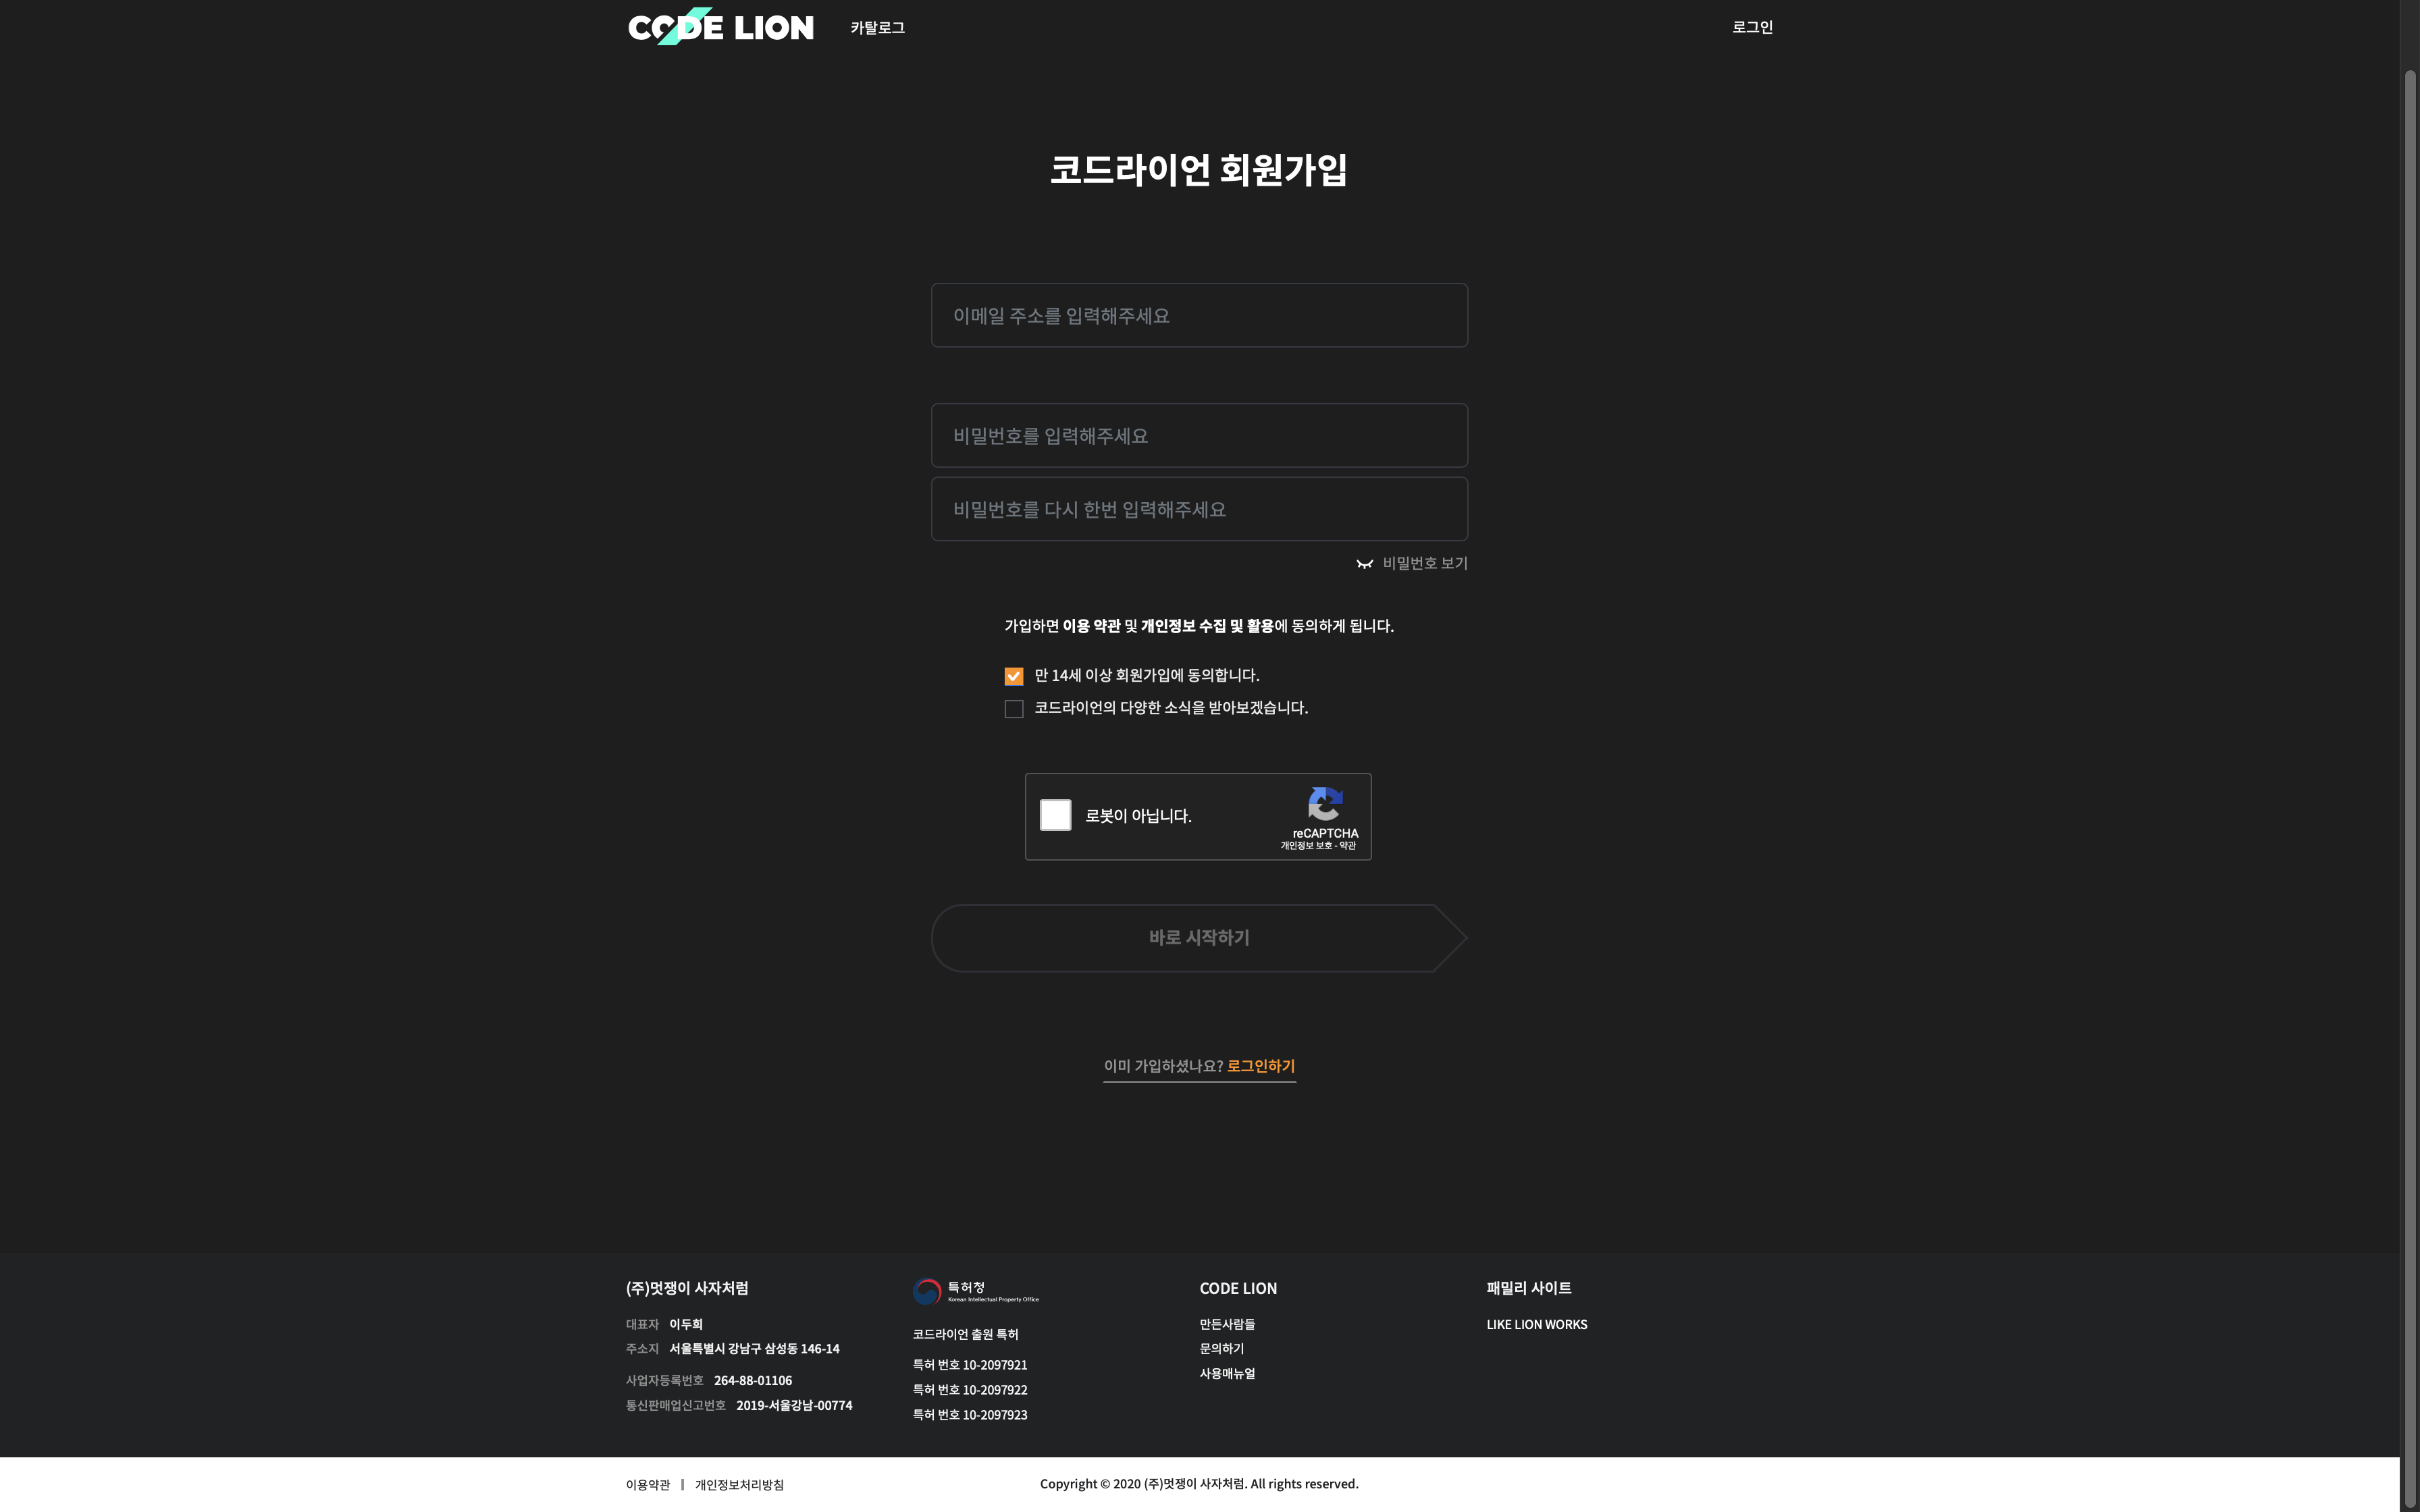 CODE LION
카탈로그
로그인
코드라이언 회원가입
이메일 주소를 입력해주세요
비밀번호를 입력해주세요
비밀번호를 다시 한번 입력해주세요
비밀번호 보기
가입하면 이용 약관 및 개인정보 수집 및 활용에 동의하게 됩니다.
만 14세 이상 회원가입에 동의합니다.
코드라이언의 다양한 소식을 받아보겠습니다.
로봇이 아닙니다.
reCAPTCHA
개인정보 보호 - 약관
바로 시작하기
이미 가입하셨나요? 로그인하기
(주)멋쟁이 사자처럼
대표자 이두희
주소지 서울특별시 강남구 삼성동 146-14
사업자등록번호 264-88-01106
통신판매업신고번호 2019-서울강남-00774
특허청
Korean Intellectual Property Office
코드라이언 출원 특허
특허 번호 10-2097921
특허 번호 10-2097922
특허 번호 10-2097923
CODE LION
만든사람들
문의하기
사용매뉴얼
패밀리 사이트
LIKE LION WORKS
이용약관 | 개인정보처리방침
Copyright © 2020 (주)멋쟁이 사자처럼. All rights reserved.